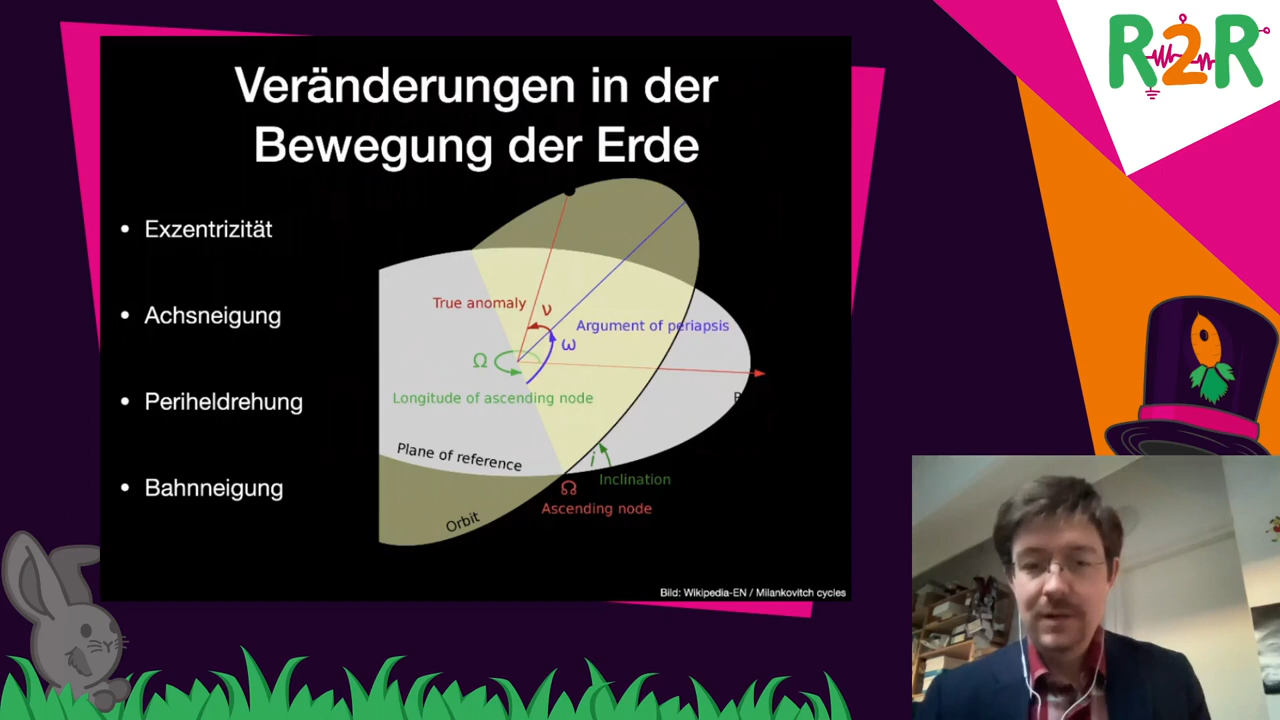 R2R
Veränderungen in der
Bewegung der Erde
• Exzentrizität
• Achsneigung
• Periheldrehung
• Bahnneigung
True anomaly
ν
Argument of periapsis
ω
Ω
Longitude of ascending node
Plane of reference
i
Inclination
☊
Ascending node
Orbit
Bild: Wikipedia-EN / Milankovitch cycles